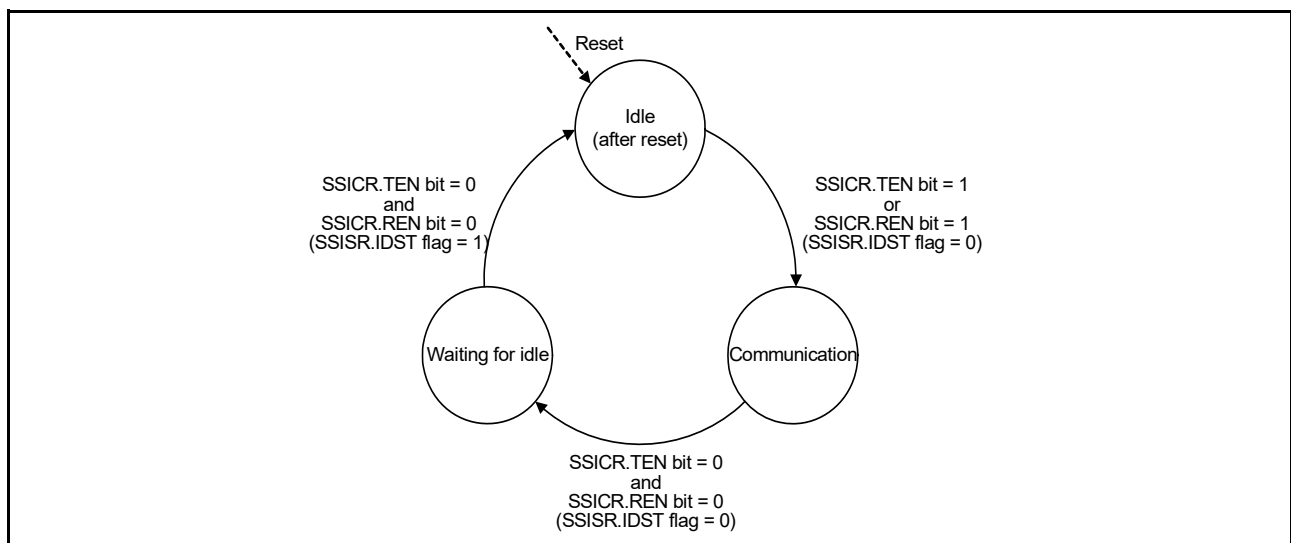 Reset
Idle
(after reset)
SSICR.TEN bit = 0
and
SSICR.REN bit = 0
(SSISR.IDST flag = 1)
SSICR.TEN bit = 1
or
SSICR.REN bit = 1
(SSISR.IDST flag = 0)
Waiting for idle
Communication
SSICR.TEN bit = 0
and
SSICR.REN bit = 0
(SSISR.IDST flag = 0)